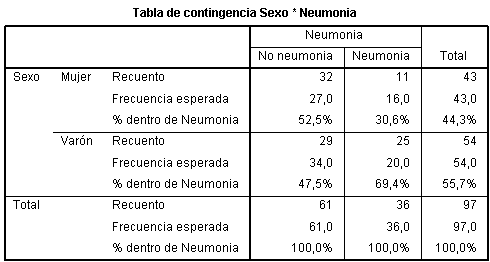 Tabla de contingencia Sexo * Neumonia
Neumonia
No neumonia Neumonia Total
Sexo Mujer Recuento 32 11 43
Frecuencia esperada 27,0 16,0 43,0
% dentro de Neumonia 52,5% 30,6% 44,3%
Varón Recuento 29 25 54
Frecuencia esperada 34,0 20,0 54,0
% dentro de Neumonia 47,5% 69,4% 55,7%
Total Recuento 61 36 97
Frecuencia esperada 61,0 36,0 97,0
% dentro de Neumonia 100,0% 100,0% 100,0%